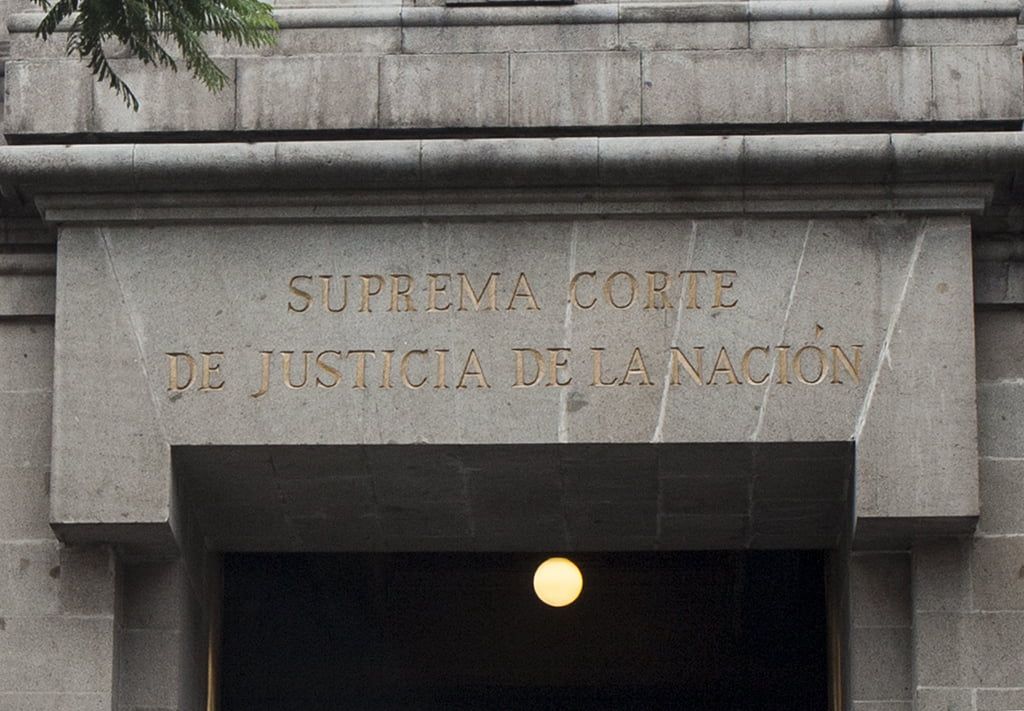 SUPREMA CORTE
DE JUSTICIA DE LA NACIÓN